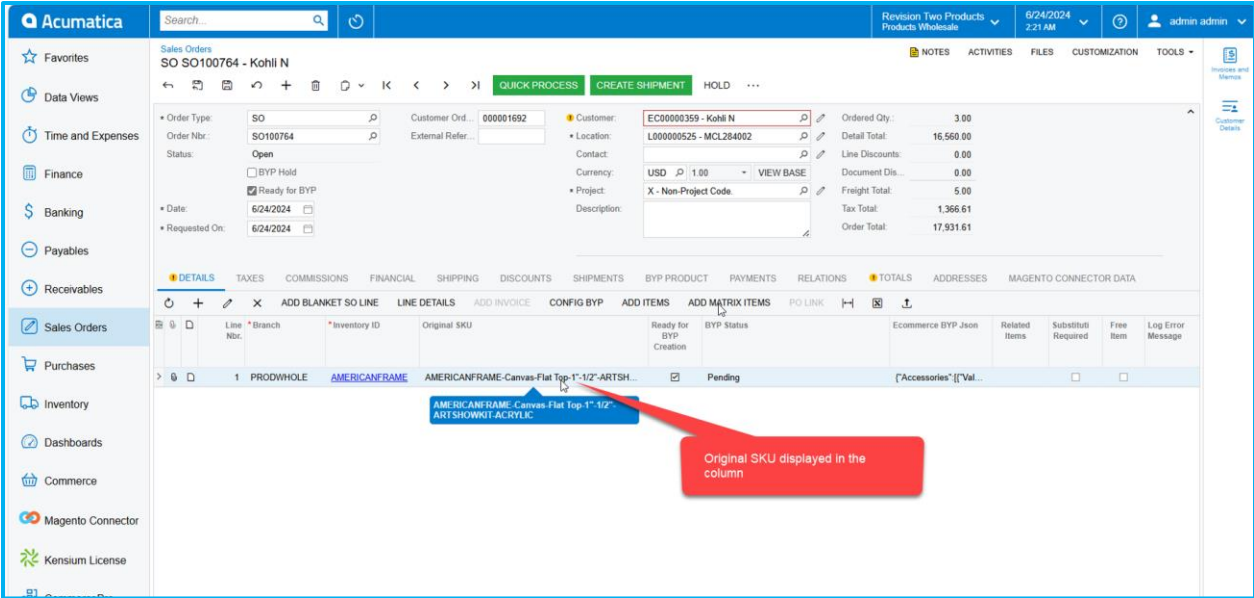 Acumatica
Search...
Revision Two Products
Products Wholesale
6/24/2024
2:21 AM
admin admin
Favorites
Data Views
Time and Expenses
Finance
Banking
Payables
Receivables
Sales Orders
Purchases
Inventory
Dashboards
Commerce
Magento Connector
Kensium License
Sales Orders
SO SO100764 - Kohli N
NOTES ACTIVITIES FILES CUSTOMIZATION TOOLS
QUICK PROCESS CREATE SHIPMENT HOLD ...
Invoices and
Memos
Customer
Details
* Order Type: SO
Order Nbr.: SO100764
Status: Open
BYP Hold
Ready for BYP
* Date: 6/24/2024
* Requested On: 6/24/2024
Customer Ord... 000001692
External Refer...
Customer: EC00000359 - Kohli N
* Location: L000000525 - MCL284002
Contact:
Currency: USD 1.00 VIEW BASE
* Project: X - Non-Project Code.
Description:
Ordered Qty.: 3.00
Detail Total: 16,560.00
Line Discounts: 0.00
Document Dis... 0.00
Freight Total: 5.00
Tax Total: 1,366.61
Order Total: 17,931.61
DETAILS TAXES COMMISSIONS FINANCIAL SHIPPING DISCOUNTS SHIPMENTS BYP PRODUCT PAYMENTS RELATIONS TOTALS ADDRESSES MAGENTO CONNECTOR DATA
ADD BLANKET SO LINE LINE DETAILS ADD INVOICE CONFIG BYP ADD ITEMS ADD MATRIX ITEMS PO LINK
Line Nbr. * Branch * Inventory ID Original SKU Ready for BYP Creation BYP Status Ecommerce BYP Json Related Items Substituti Required Free Item Log Error Message
1 PRODWHOLE AMERICANFRAME AMERICANFRAME-Canvas-Flat Top-1"-1/2"-ARTSH... Pending {"Accessories":[["Val...
AMERICANFRAME-Canvas-Flat Top-1"-1/2"-
ARTSHOWKIT-ACRYLIC
Original SKU displayed in the
column